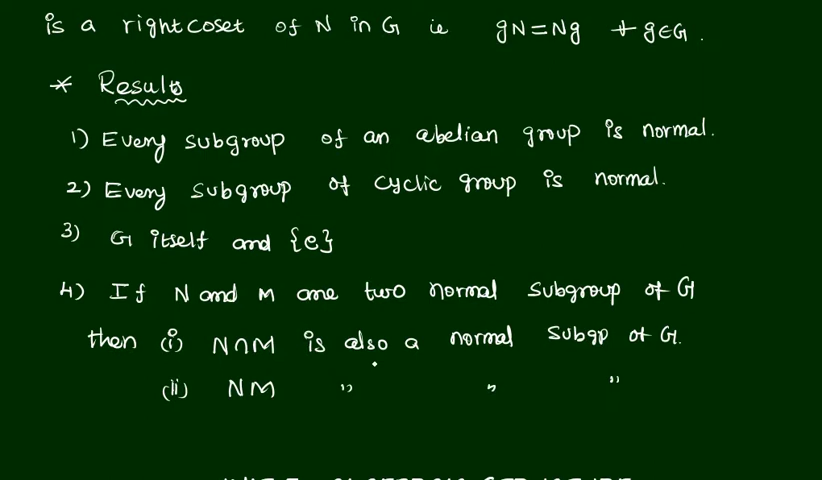 is a right coset of N in G ie gN=Ng ∀ g∈G.
* Results
1) Every subgroup of an abelian group is normal.
2) Every subgroup of cyclic group is normal.
3) G itself and {e}
4) If N and M are two normal subgroup of G
then (i) N∩M is also a normal subgp of G.
(ii) NM " " "